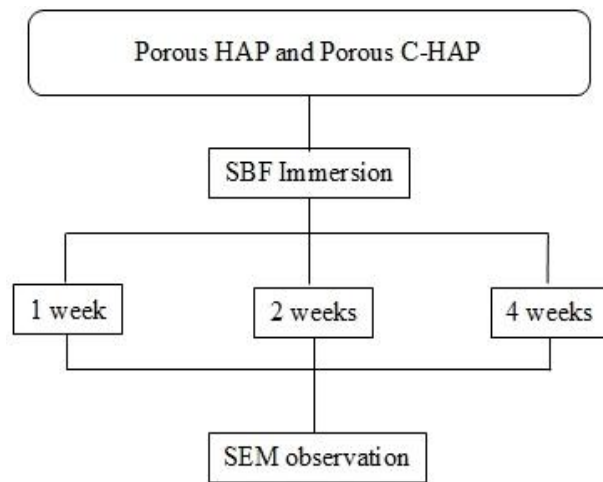 Porous HAP and Porous C-HAP
SBF Immersion
1 week
2 weeks
4 weeks
SEM observation